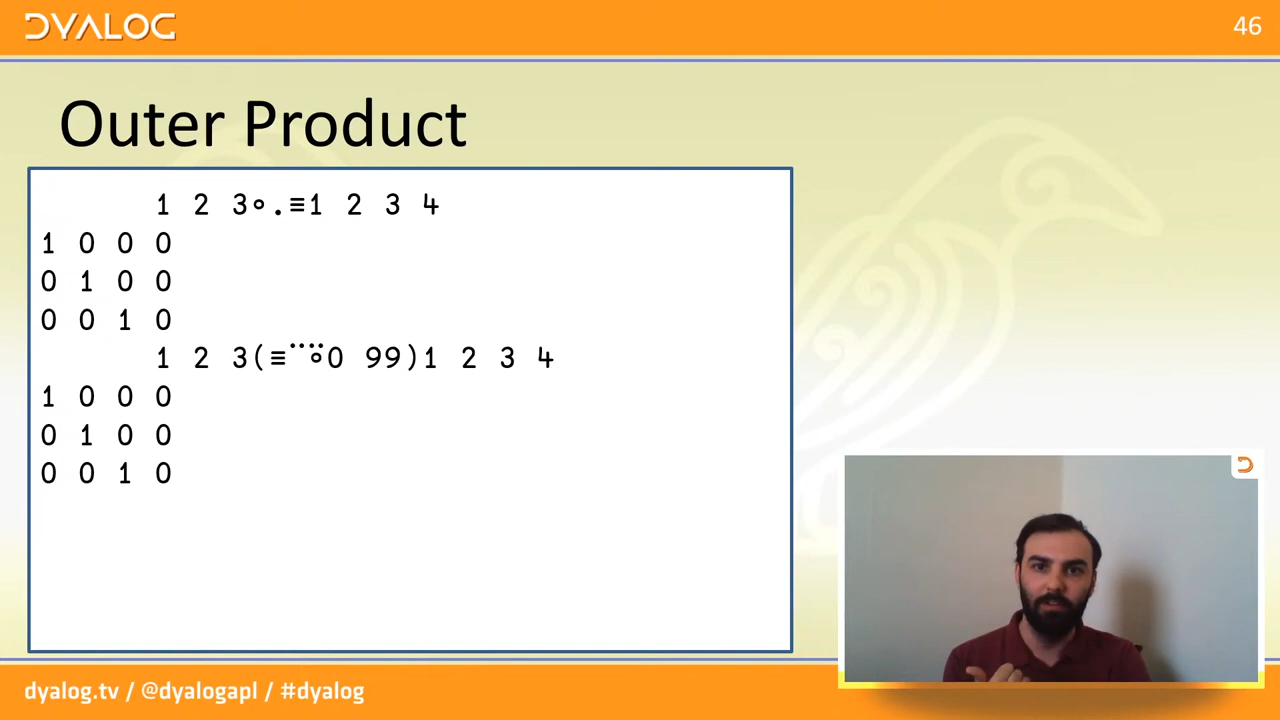 DYALOG
46
Outer Product
1 2 3∘.≡1 2 3 4
1 0 0 0
0 1 0 0
0 0 1 0
1 2 3(≡¨⍤0 99)1 2 3 4
1 0 0 0
0 1 0 0
0 0 1 0
dyalog.tv / @dyalogapl / #dyalog